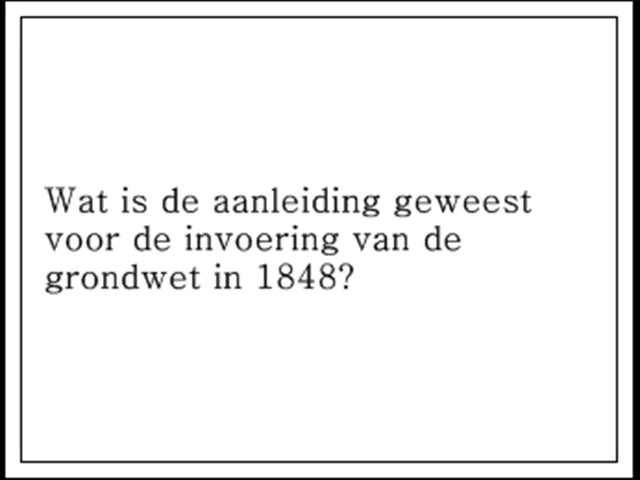 Wat is de aanleiding geweest
voor de invoering van de
grondwet in 1848?